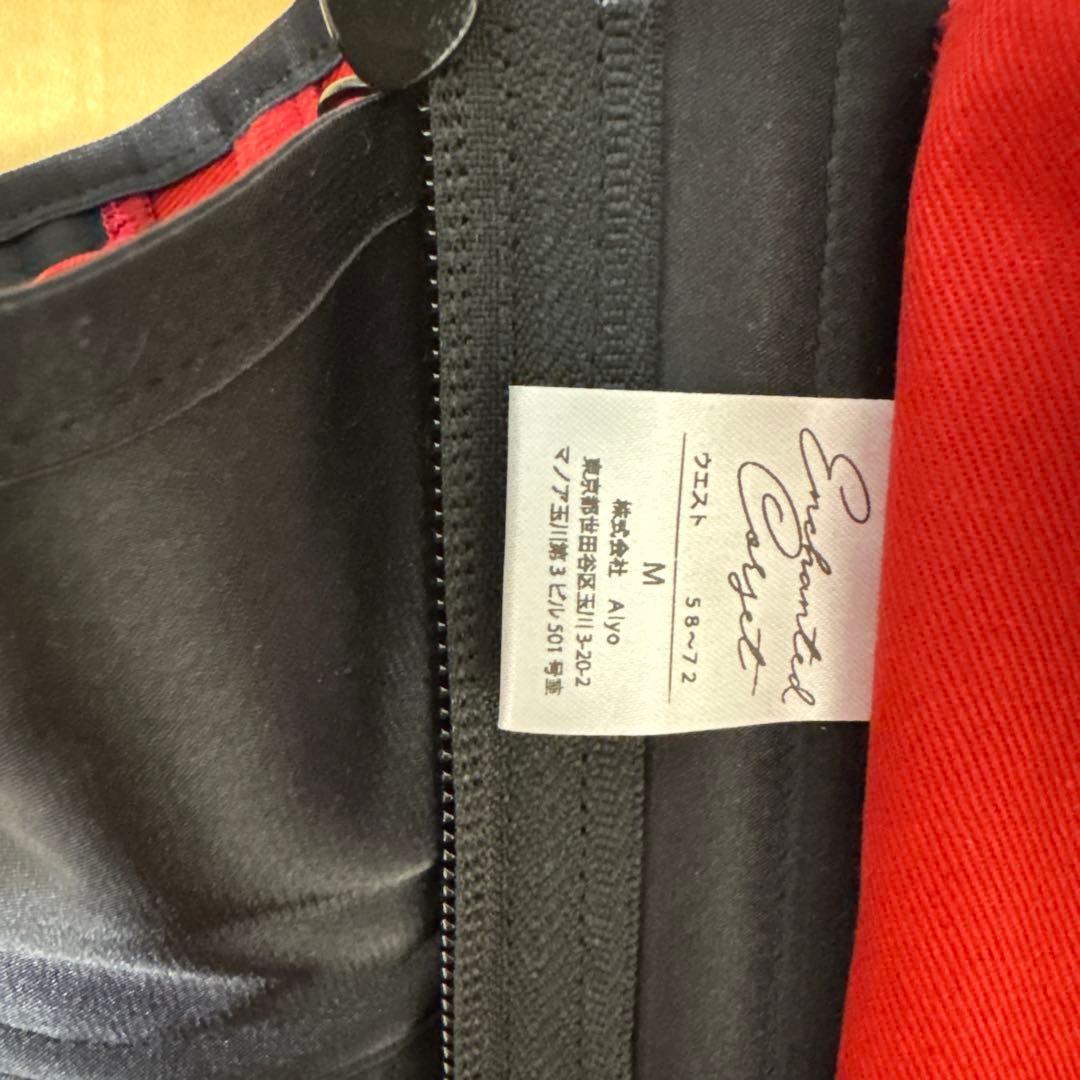 Enchanted
Corset
ウエスト 58~72
M
株式会社 Aiyo
東京都世田谷区玉川3-20-2
マノア玉川第3ビル501号室